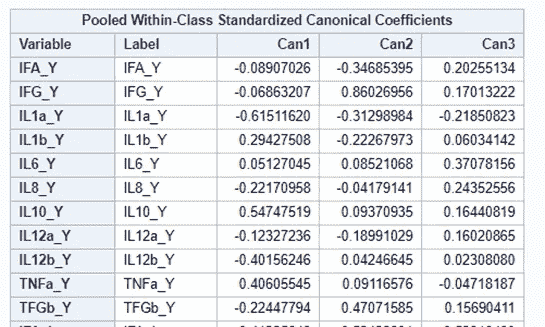 Pooled Within-Class Standardized Canonical Coefficients
Variable Label Can1 Can2 Can3
IFA_Y IFA_Y -0.08907026 -0.34685395 0.20255134
IFG_Y IFG_Y -0.06863207 0.86026956 0.17013222
IL1a_Y IL1a_Y -0.61511620 -0.31298984 -0.21850823
IL1b_Y IL1b_Y 0.29427508 -0.22267973 0.06034142
IL6_Y IL6_Y 0.05127045 0.08521068 0.37078156
IL8_Y IL8_Y -0.22170958 -0.04179141 0.24352556
IL10_Y IL10_Y 0.54747519 0.09370935 0.16440819
IL12a_Y IL12a_Y -0.12327236 -0.18991029 0.16020865
IL12b_Y IL12b_Y -0.40156246 0.04246645 0.02308080
TNFa_Y TNFa_Y 0.40605545 0.09116576 -0.04718187
TFGb_Y TFGb_Y -0.22447794 0.47071585 0.15690411